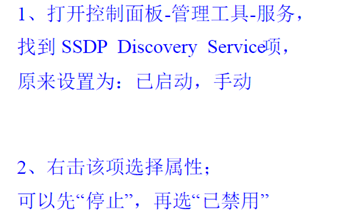 1、打开控制面板-管理工具-服务，
找到 SSDP Discovery Service项，
原来设置为：已启动，手动
2、右击该项选择属性；
可以先“停止”，再选“已禁用”